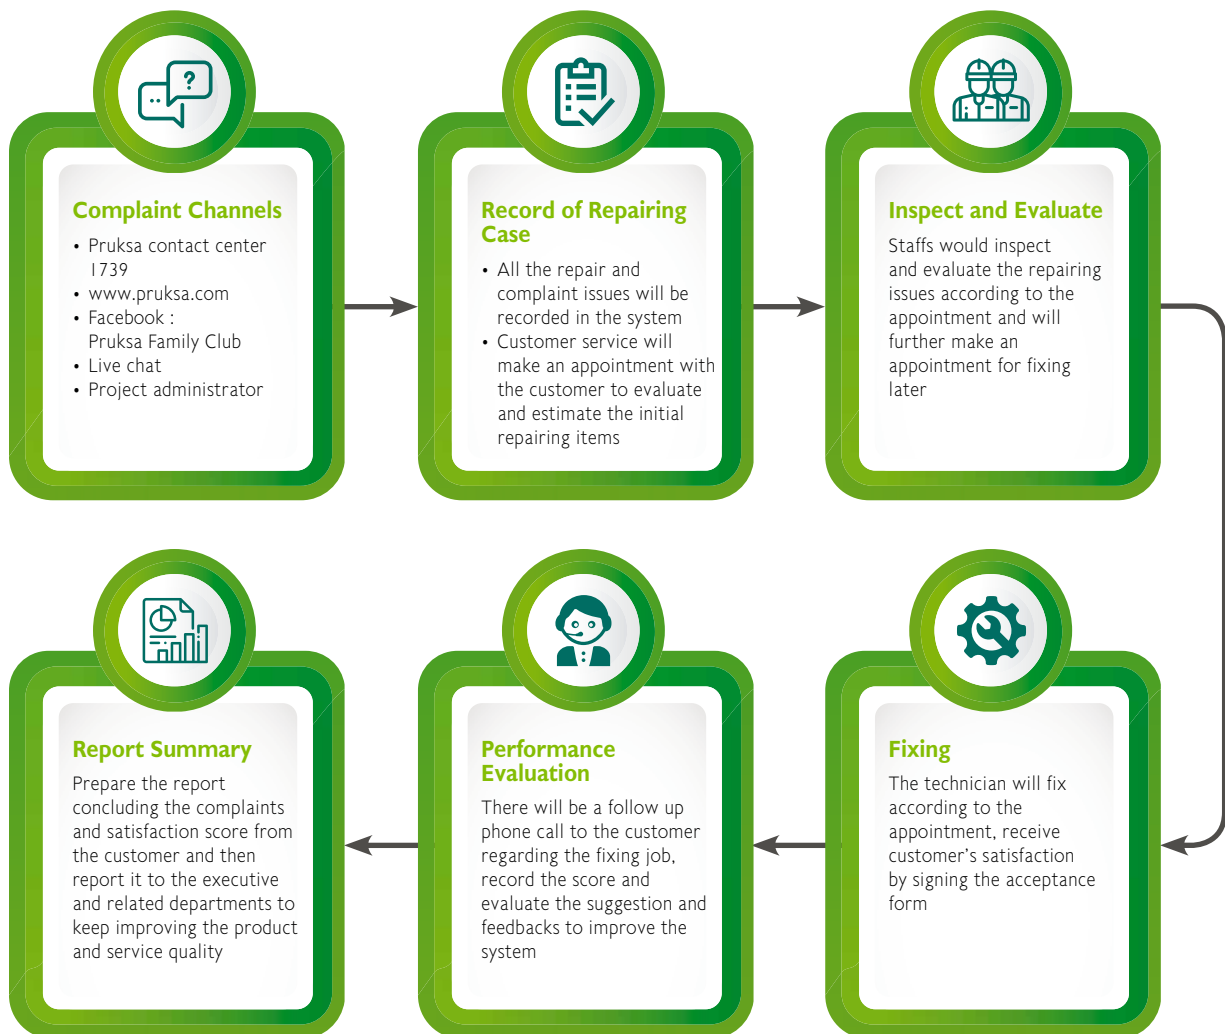 Complaint Channels
• Pruksa contact center
1739
• www.pruksa.com
• Facebook :
Pruksa Family Club
• Live chat
• Project administrator
Record of Repairing
Case
• All the repair and
complaint issues will be
recorded in the system
• Customer service will
make an appointment with
the customer to evaluate
and estimate the initial
repairing items
Inspect and Evaluate
Staffs would inspect
and evaluate the repairing
issues according to the
appointment and will
further make an
appointment for fixing
later
Fixing
The technician will fix
according to the
appointment, receive
customer’s satisfaction
by signing the acceptance
form
Performance
Evaluation
There will be a follow up
phone call to the customer
regarding the fixing job,
record the score and
evaluate the suggestion and
feedbacks to improve the
system
Report Summary
Prepare the report
concluding the complaints
and satisfaction score from
the customer and then
report it to the executive
and related departments to
keep improving the product
and service quality